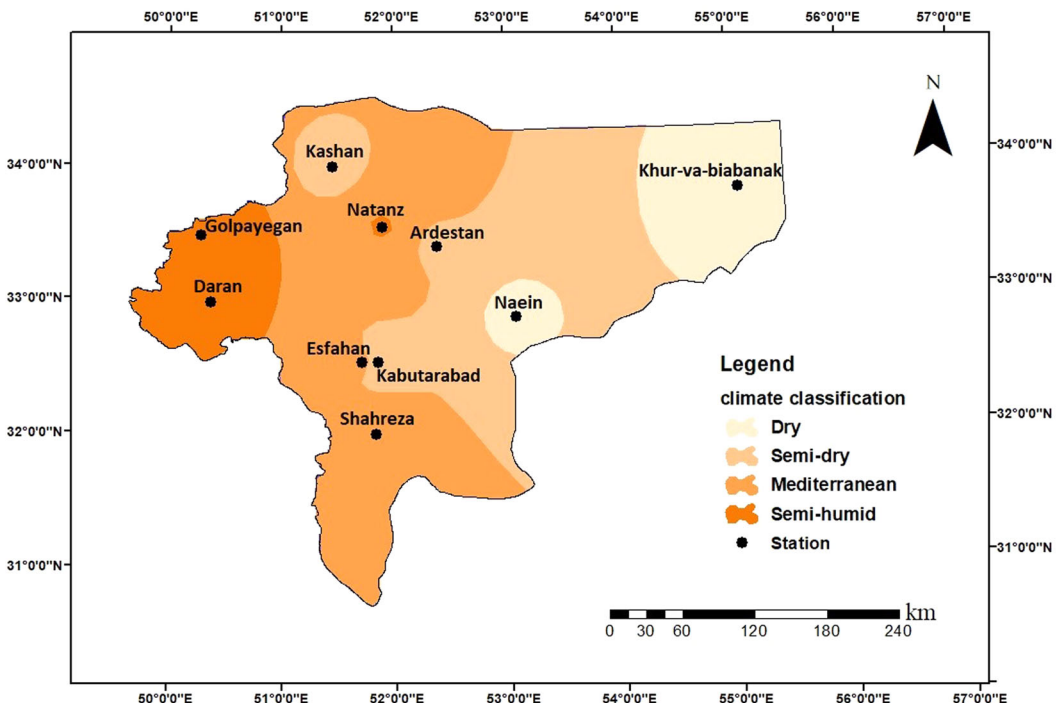 50°0'0"E 51°0'0"E 52°0'0"E 53°0'0"E 54°0'0"E 55°0'0"E 56°0'0"E 57°0'0"E
N
34°0'0"N
34°0'0"N
Kashan
Khur-va-biabanak
Natanz
Golpayegan
Ardestan
33°0'0"N
33°0'0"N
Daran
Naein
Esfahan
Kabutarabad
Shahreza
32°0'0"N
32°0'0"N
31°0'0"N
31°0'0"N
Legend
climate classification
Dry
Semi-dry
Mediterranean
Semi-humid
Station
km
0 30 60 120 180 240
50°0'0"E 51°0'0"E 52°0'0"E 53°0'0"E 54°0'0"E 55°0'0"E 56°0'0"E 57°0'0"E